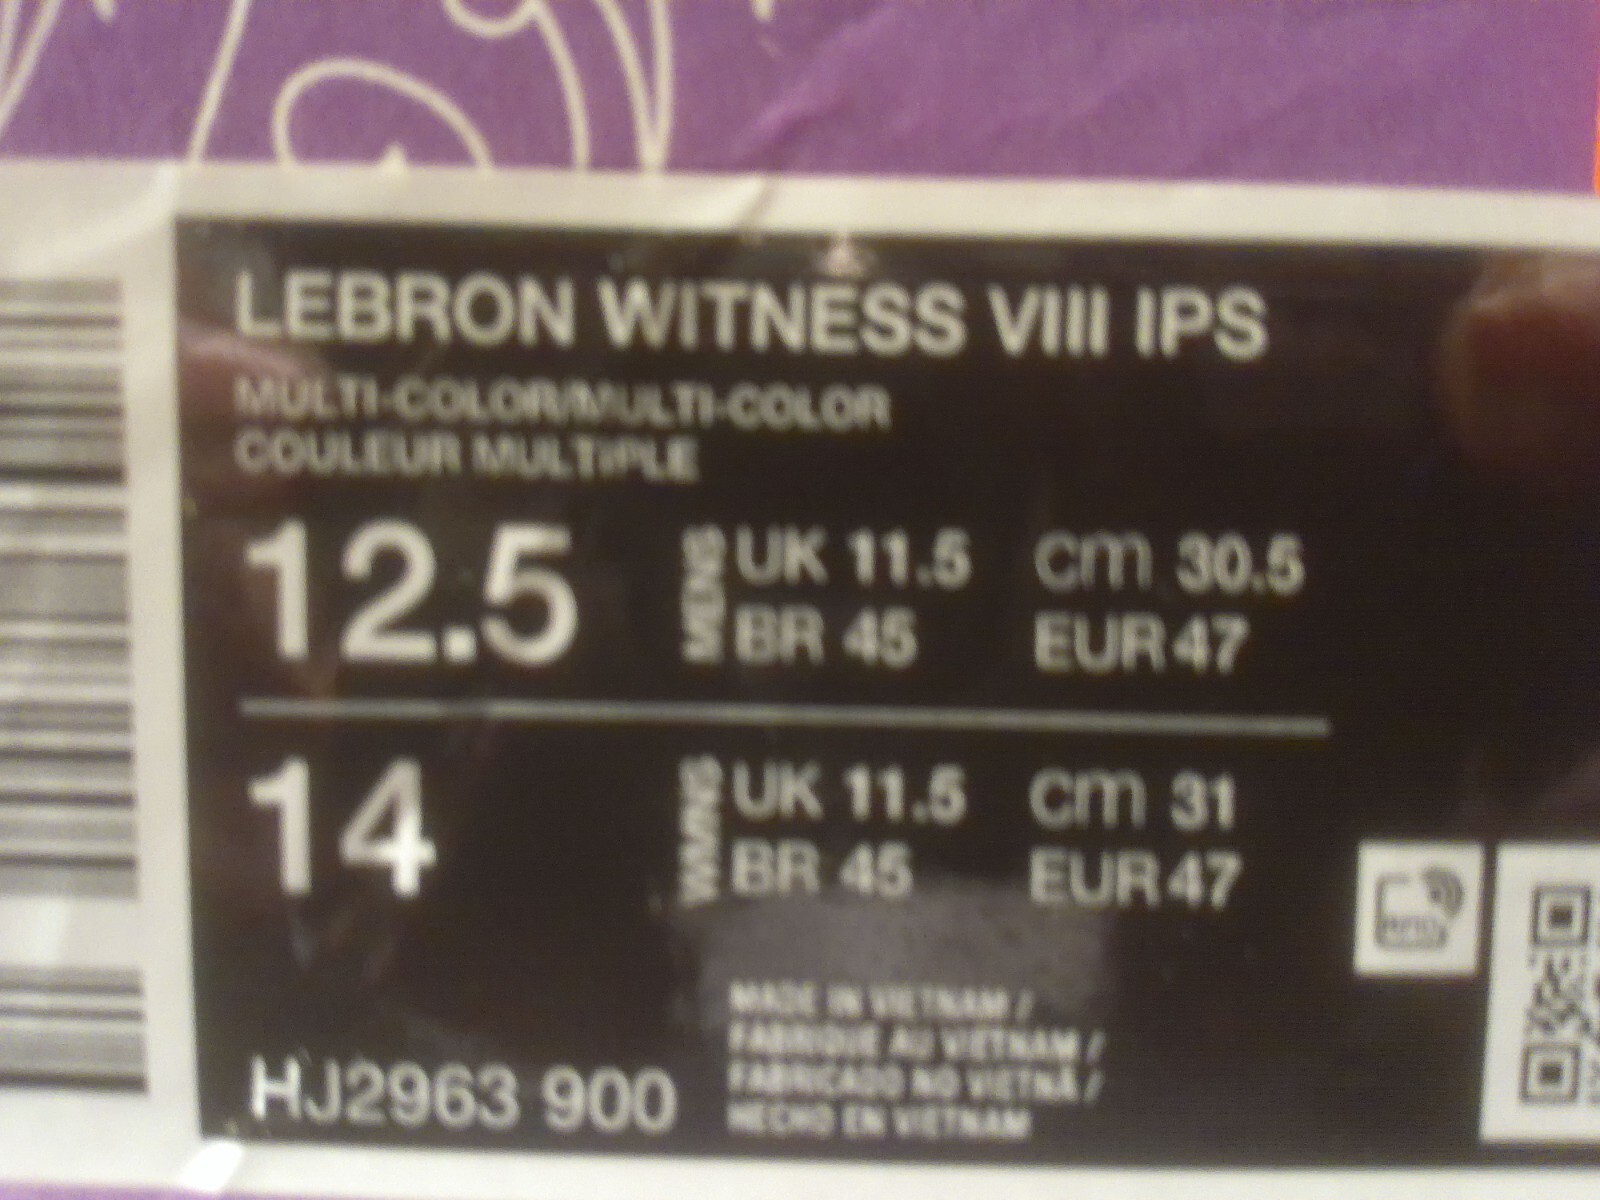 LEBRON WITNESS VIII IPS
MULTI-COLOR/MULTI-COLOR
COULEUR MULTIPLE
12.5 MENS UK 11.5 cm 30.5
BR 45 EUR 47
14 WMNS UK 11.5 cm 31
BR 45 EUR 47
MADE IN VIETNAM /
FABRIQUE AU VIETNAM /
FABRICADO NO VIETNÃ /
HECHO EN VIETNAM
HJ2963 900